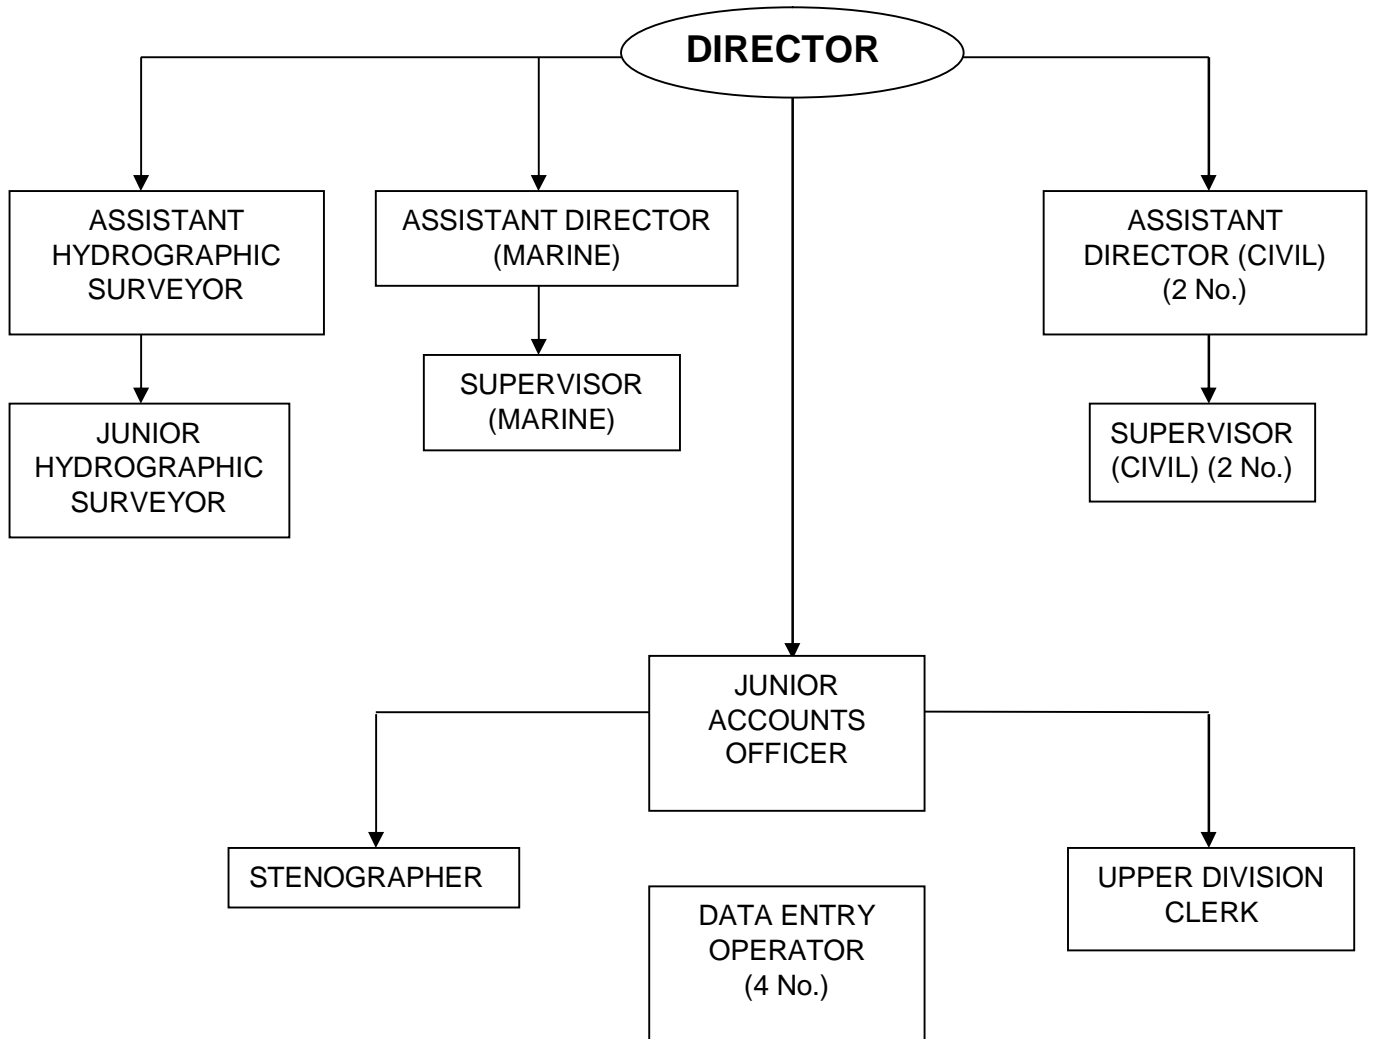 DIRECTOR
ASSISTANT
HYDROGRAPHIC
SURVEYOR
ASSISTANT DIRECTOR
(MARINE)
ASSISTANT
DIRECTOR (CIVIL)
(2 No.)
JUNIOR
HYDROGRAPHIC
SURVEYOR
SUPERVISOR
(MARINE)
SUPERVISOR
(CIVIL) (2 No.)
JUNIOR
ACCOUNTS
OFFICER
STENOGRAPHER
DATA ENTRY
OPERATOR
(4 No.)
UPPER DIVISION
CLERK